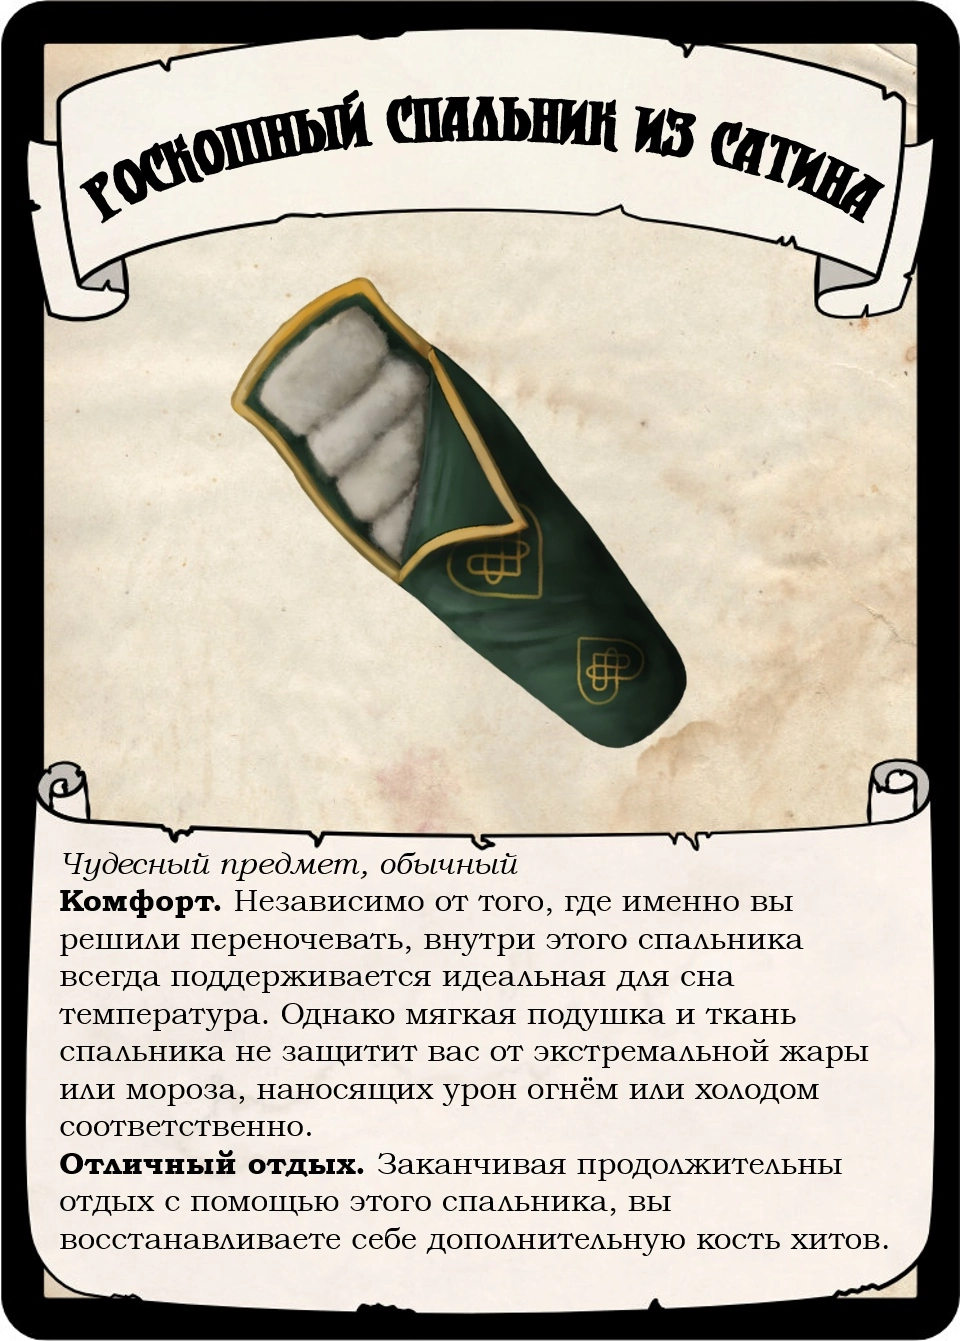 РОСКОШНЫЙ СПАЛЬНИК ИЗ САТИНА
Чудесный предмет, обычный
Комфорт. Независимо от того, где именно вы
решили переночевать, внутри этого спальника
всегда поддерживается идеальная для сна
температура. Однако мягкая подушка и ткань
спальника не защитит вас от экстремальной жары
или мороза, наносящих урон огнём или холодом
соответственно.
Отличный отдых. Заканчивая продолжительны
отдых с помощью этого спальника, вы
восстанавливаете себе дополнительную кость хитов.